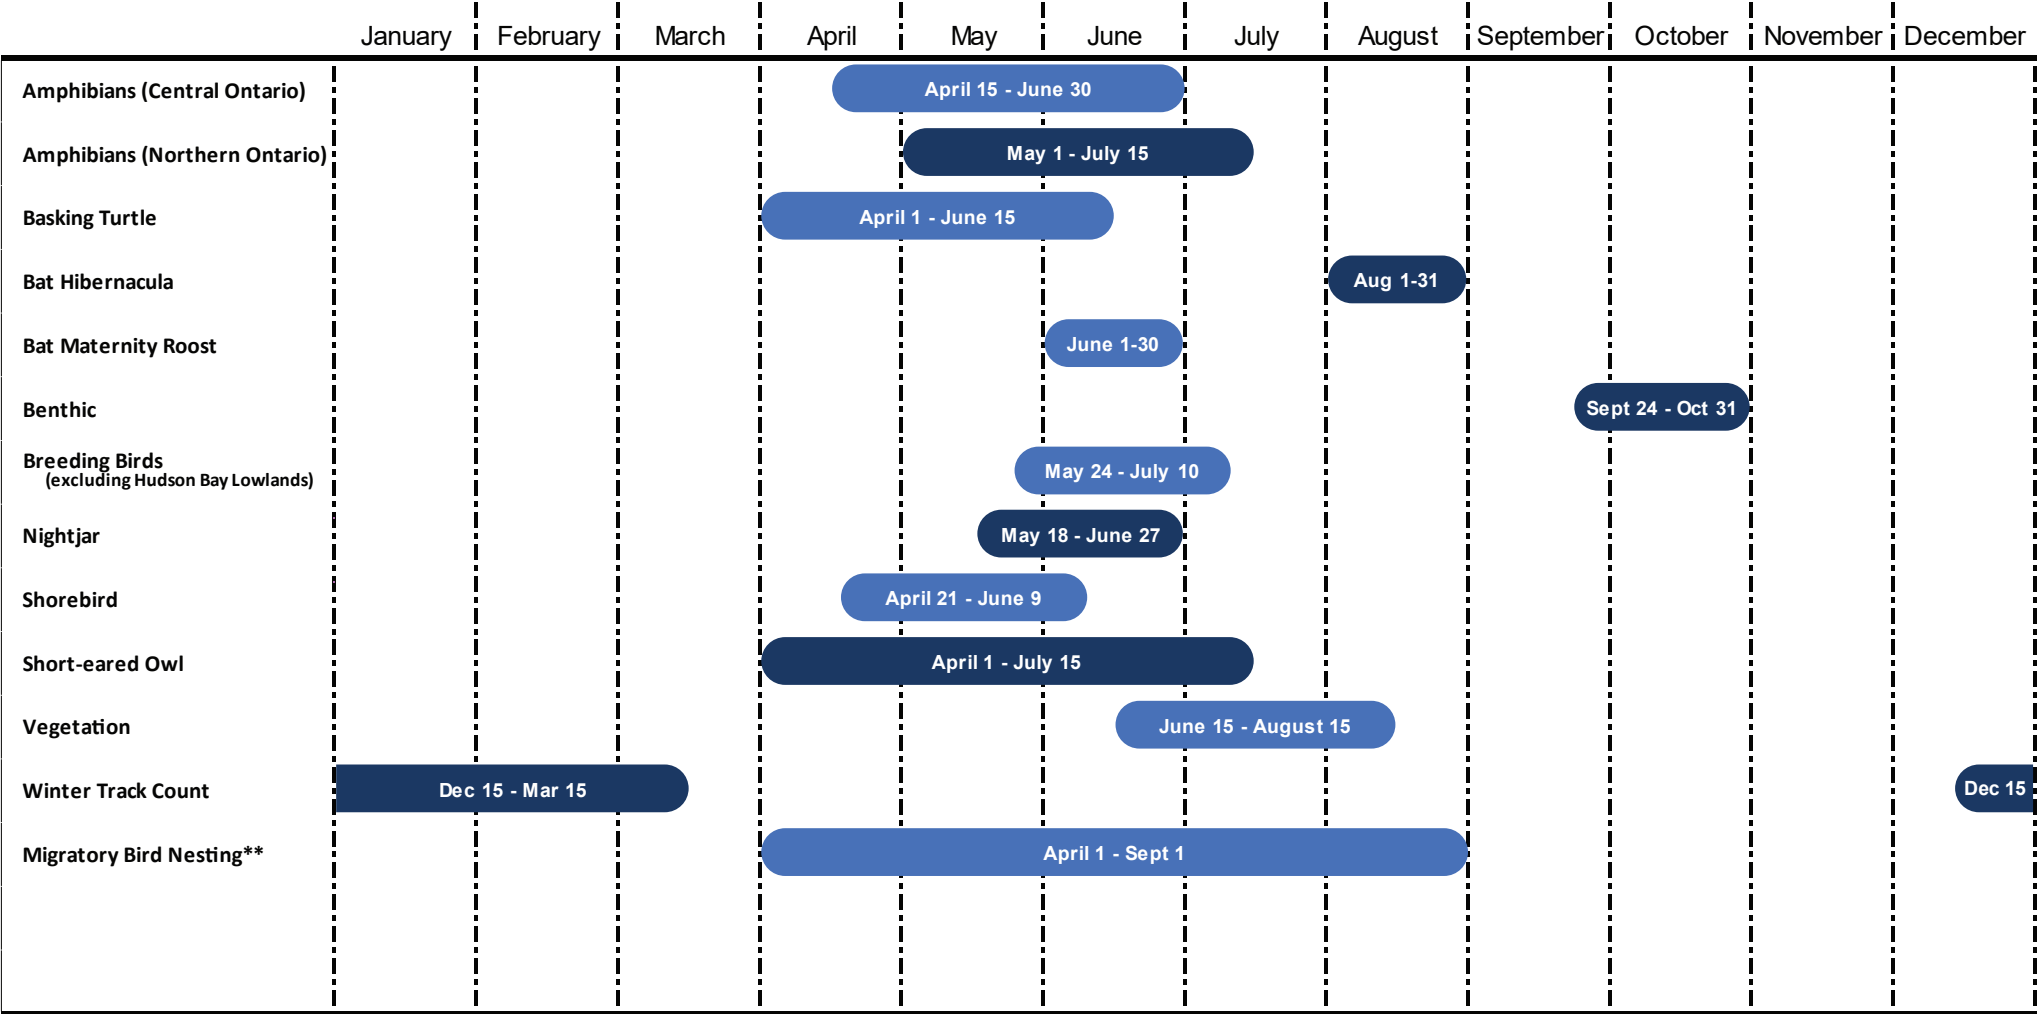 January February March April May June July August September October November December
Amphibians (Central Ontario) April 15 - June 30
Amphibians (Northern Ontario) May 1 - July 15
Basking Turtle April 1 - June 15
Bat Hibernacula Aug 1-31
Bat Maternity Roost June 1-30
Benthic Sept 24 - Oct 31
Breeding Birds May 24 - July 10
(excluding Hudson Bay Lowlands)
Nightjar May 18 - June 27
Shorebird April 21 - June 9
Short-eared Owl April 1 - July 15
Vegetation June 15 - August 15
Winter Track Count Dec 15 - Mar 15 Dec 15
Migratory Bird Nesting** April 1 - Sept 1